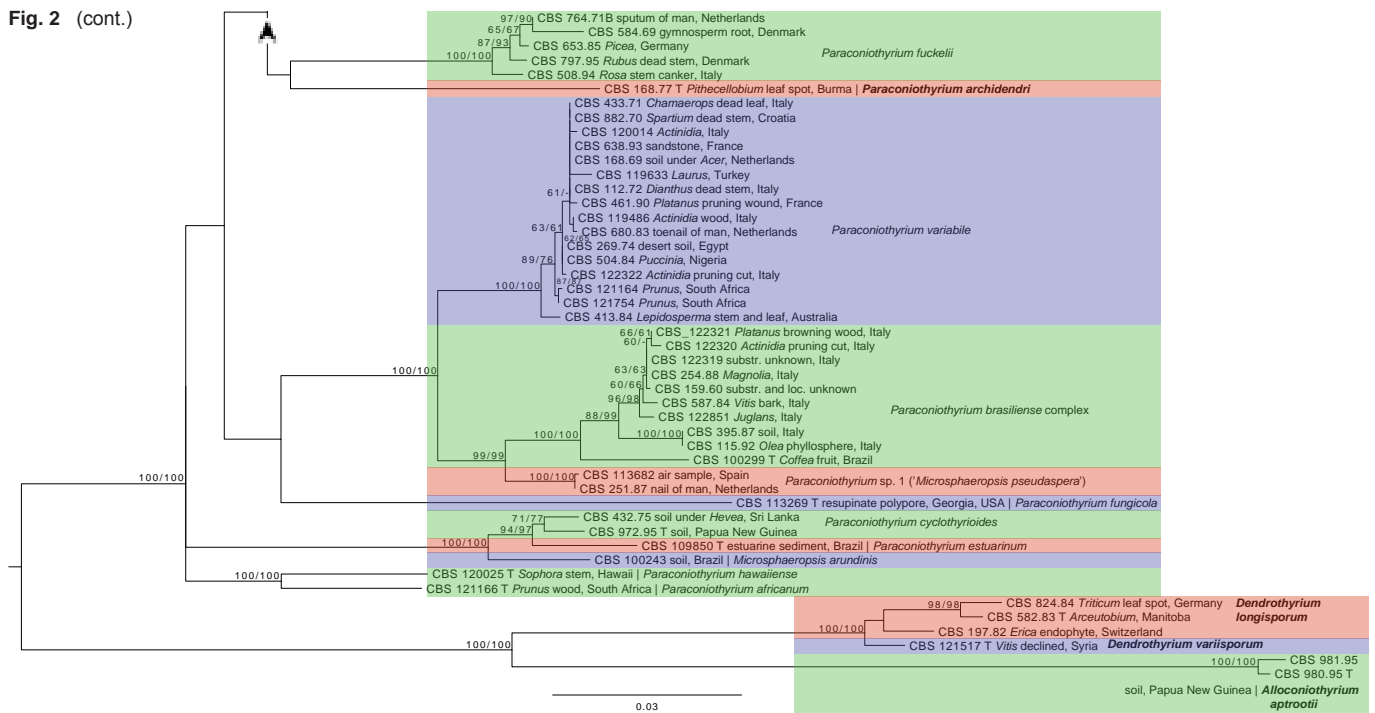 Fig. 2 (cont.)
A
97/90
CBS 764.71B sputum of man, Netherlands
65/67
CBS 584.69 gymnosperm root, Denmark
87/93
CBS 653.85 Picea, Germany
Paraconiothyrium fuckelii
100/100
CBS 797.95 Rubus dead stem, Denmark
CBS 508.94 Rosa stem canker, Italy
CBS 168.77 T Pithecellobium leaf spot, Burma | Paraconiothyrium archidendri
CBS 433.71 Chamaerops dead leaf, Italy
CBS 882.70 Spartium dead stem, Croatia
CBS 120014 Actinidia, Italy
CBS 638.93 sandstone, France
CBS 168.69 soil under Acer, Netherlands
CBS 119633 Laurus, Turkey
61/-
CBS 112.72 Dianthus dead stem, Italy
CBS 461.90 Platanus pruning wound, France
CBS 119486 Actinidia wood, Italy
63/61
CBS 680.83 toenail of man, Netherlands
Paraconiothyrium variabile
62/65
CBS 269.74 desert soil, Egypt
89/76
CBS 504.84 Puccinia, Nigeria
CBS 122322 Actinidia pruning cut, Italy
100/100
CBS 121164 Prunus, South Africa
CBS 121754 Prunus, South Africa
CBS 413.84 Lepidosperma stem and leaf, Australia
66/61
CBS_122321 Platanus browning wood, Italy
60/-
CBS 122320 Actinidia pruning cut, Italy
CBS 122319 substr. unknown, Italy
63/63
CBS 254.88 Magnolia, Italy
100/100
60/66
CBS 159.60 substr. and loc. unknown
96/98
CBS 587.84 Vitis bark, Italy
Paraconiothyrium brasiliense complex
88/99
CBS 122851 Juglans, Italy
100/100
100/100
CBS 395.87 soil, Italy
CBS 115.92 Olea phyllosphere, Italy
99/99
CBS 100299 T Coffea fruit, Brazil
100/100
CBS 113682 air sample, Spain
Paraconiothyrium sp. 1 ('Microsphaeropsis pseudaspera')
100/100
CBS 251.87 nail of man, Netherlands
CBS 113269 T resupinate polypore, Georgia, USA | Paraconiothyrium fungicola
71/77
CBS 432.75 soil under Hevea, Sri Lanka
Paraconiothyrium cyclothyrioides
94/97
CBS 972.95 T soil, Papua New Guinea
100/100
CBS 109850 T estuarine sediment, Brazil | Paraconiothyrium estuarinum
CBS 100243 soil, Brazil | Microsphaeropsis arundinis
100/100
CBS 120025 T Sophora stem, Hawaii | Paraconiothyrium hawaiiense
CBS 121166 T Prunus wood, South Africa | Paraconiothyrium africanum
98/98
CBS 824.84 Triticum leaf spot, Germany
Dendrothyrium
CBS 582.83 T Arceutobium, Manitoba
longisporum
100/100
CBS 197.82 Erica endophyte, Switzerland
100/100
CBS 121517 T Vitis declined, Syria
Dendrothyrium variisporum
100/100
CBS 981.95
CBS 980.95 T
soil, Papua New Guinea | Alloconiothyrium
aptrootii
0.03